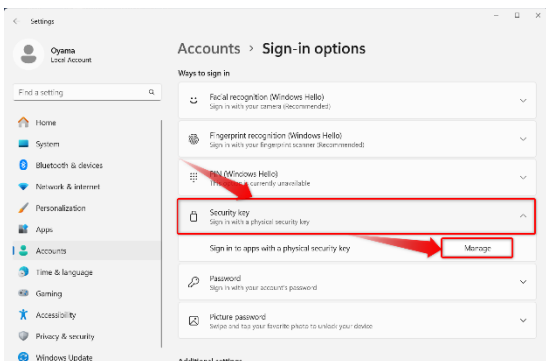 Settings
Oyama
Local Account
Find a setting
Home
System
Bluetooth & devices
Network & internet
Personalization
Apps
Accounts
Time & language
Gaming
Accessibility
Privacy & security
Windows Update
Accounts > Sign-in options
Ways to sign in
Facial recognition (Windows Hello)
Sign in with your camera (Recommended)
Fingerprint recognition (Windows Hello)
Sign in with your fingerprint scanner (Recommended)
PIN (Windows Hello)
is currently unavailable
Security key
Sign in with a physical security key
Sign in to apps with a physical security key
Manage
Password
Sign in with your account's password
Picture password
Swipe and tap your favorite photo to unlock your device
Additional settings